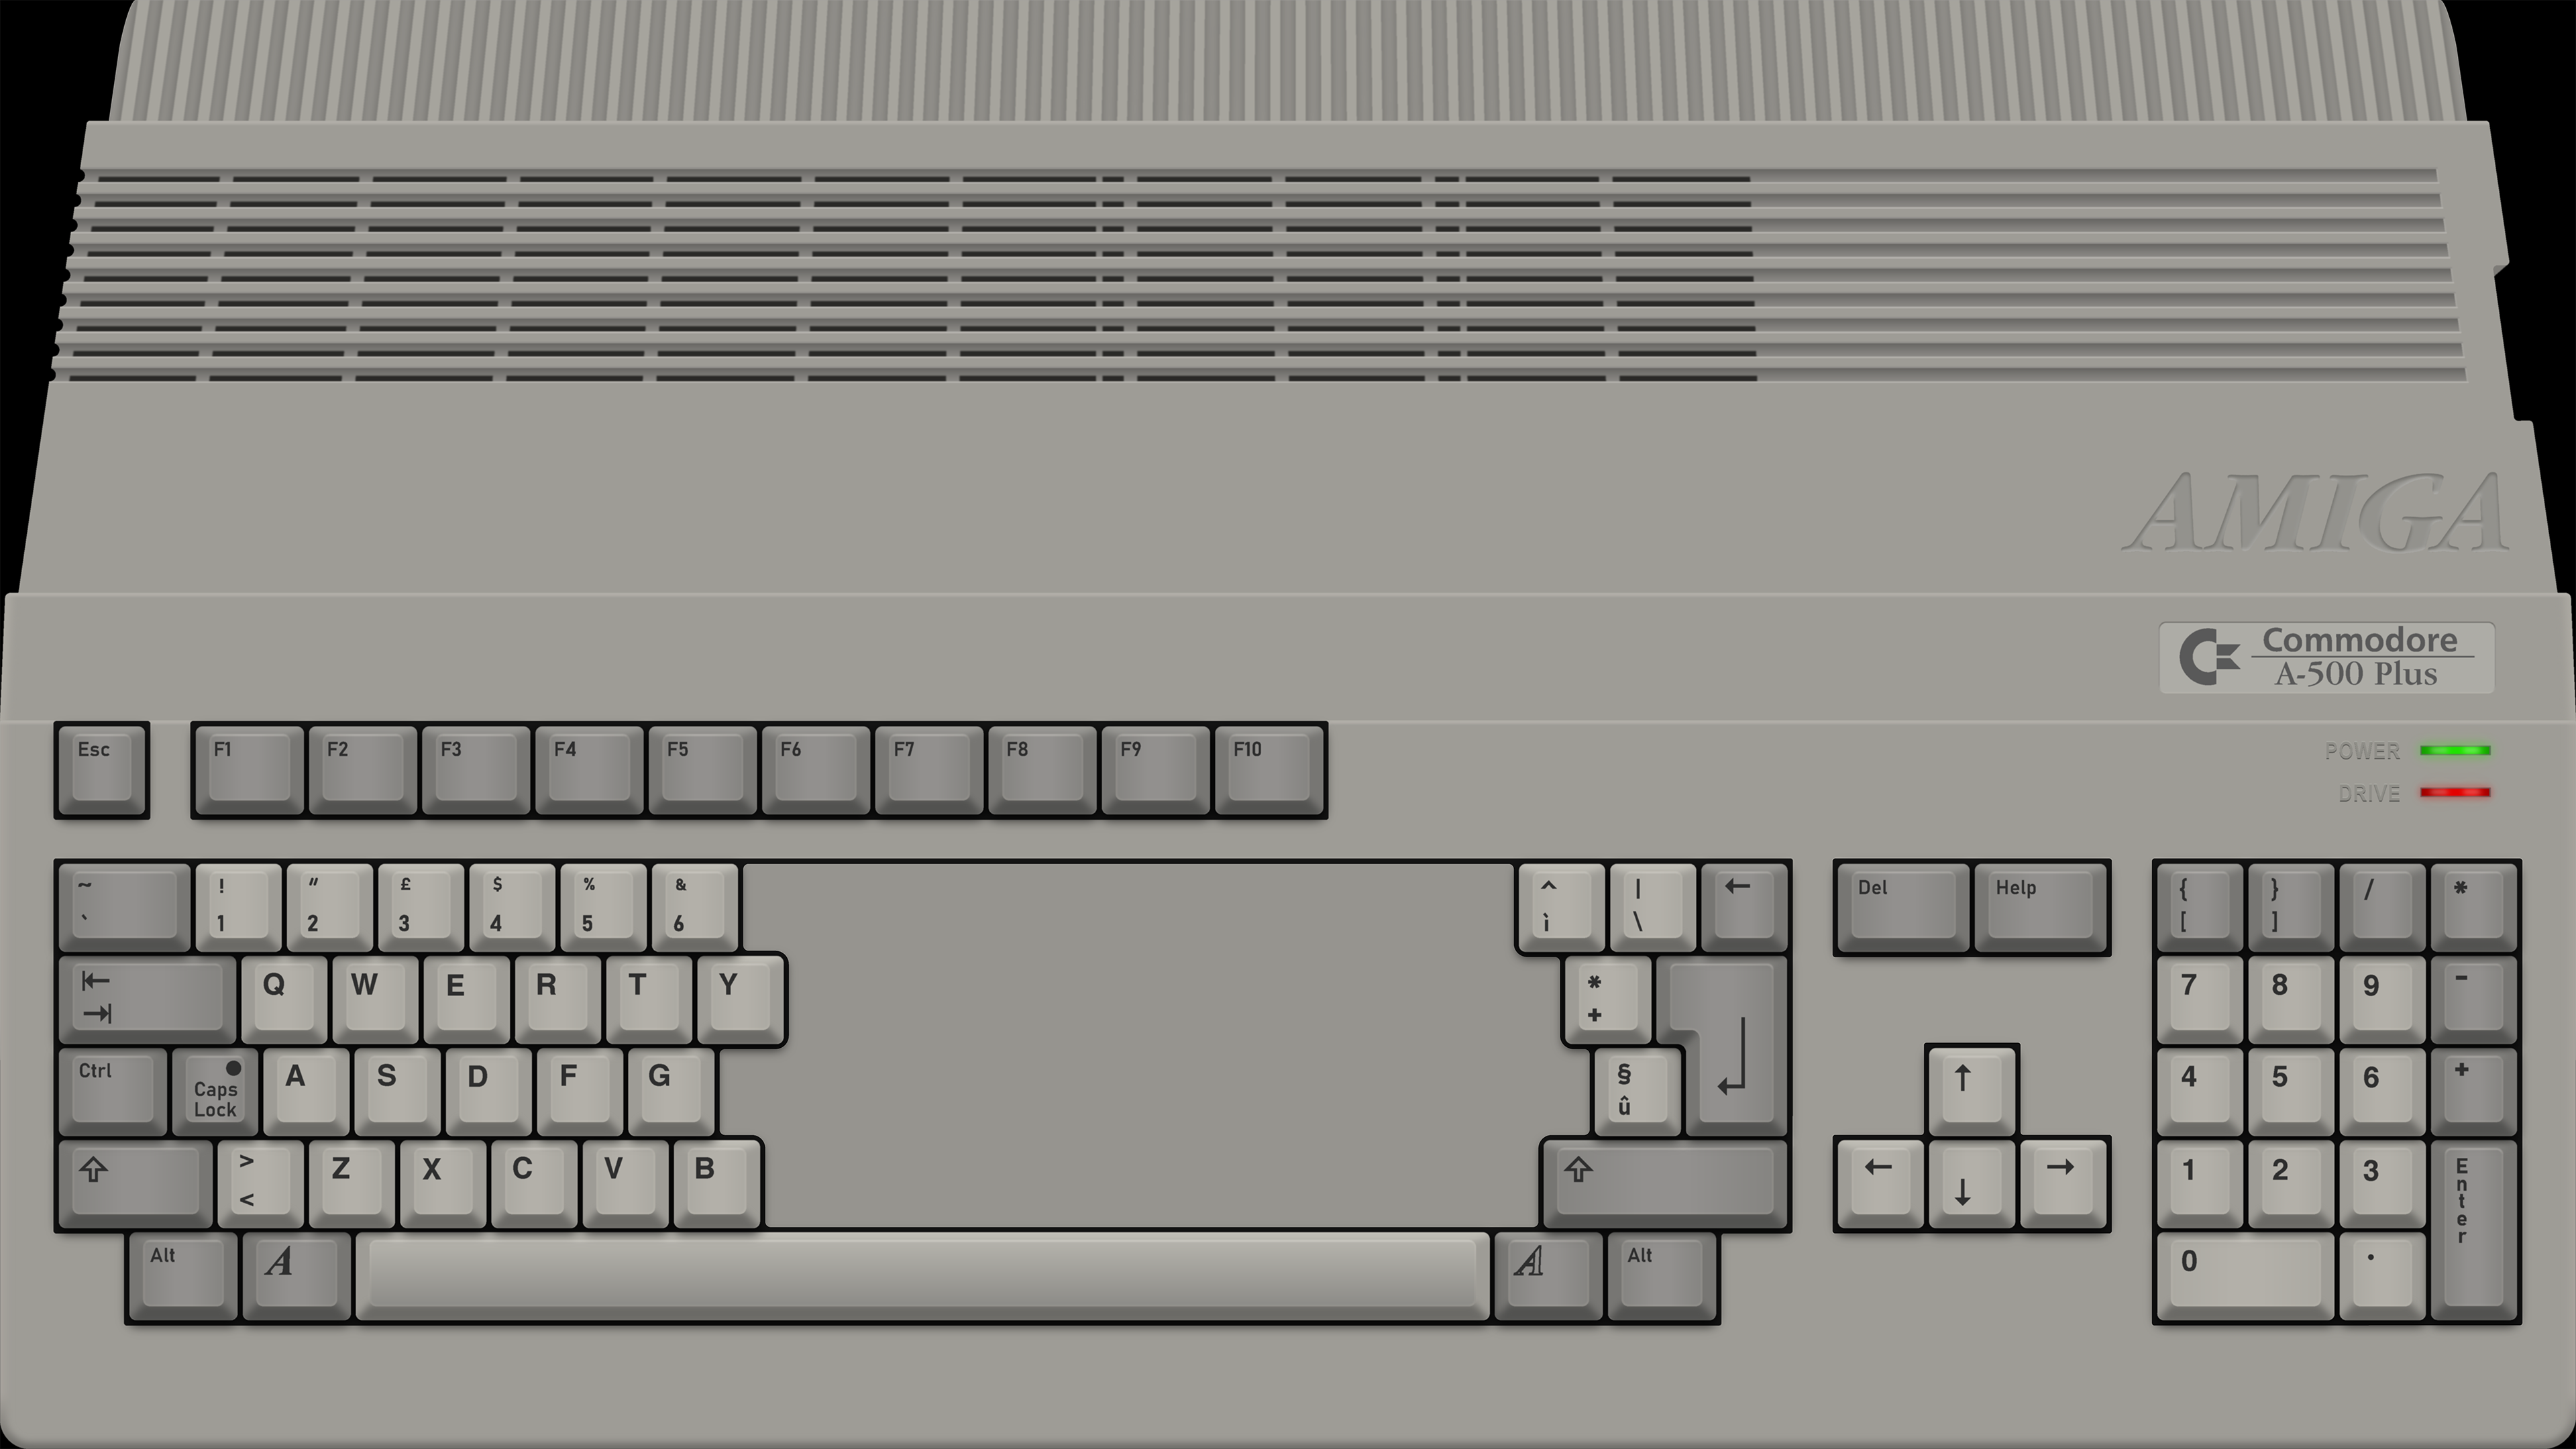 AMIGA
Commodore
A-500 Plus
POWER
DRIVE
Esc F1 F2 F3 F4 F5 F6 F7 F8 F9 F10
~ ! " £ $ % & ^ | ← Del Help { } / *
` 1 2 3 4 5 6 ì \ [ ]
⇤ Q W E R T Y * 7 8 9 -
⇥ +
Ctrl Caps Lock A S D F G § ↑ 4 5 6 +
û ↵
⇧ > Z X C V B ⇧ ← ↓ → 1 2 3 Enter
<
Alt A A Alt 0 .